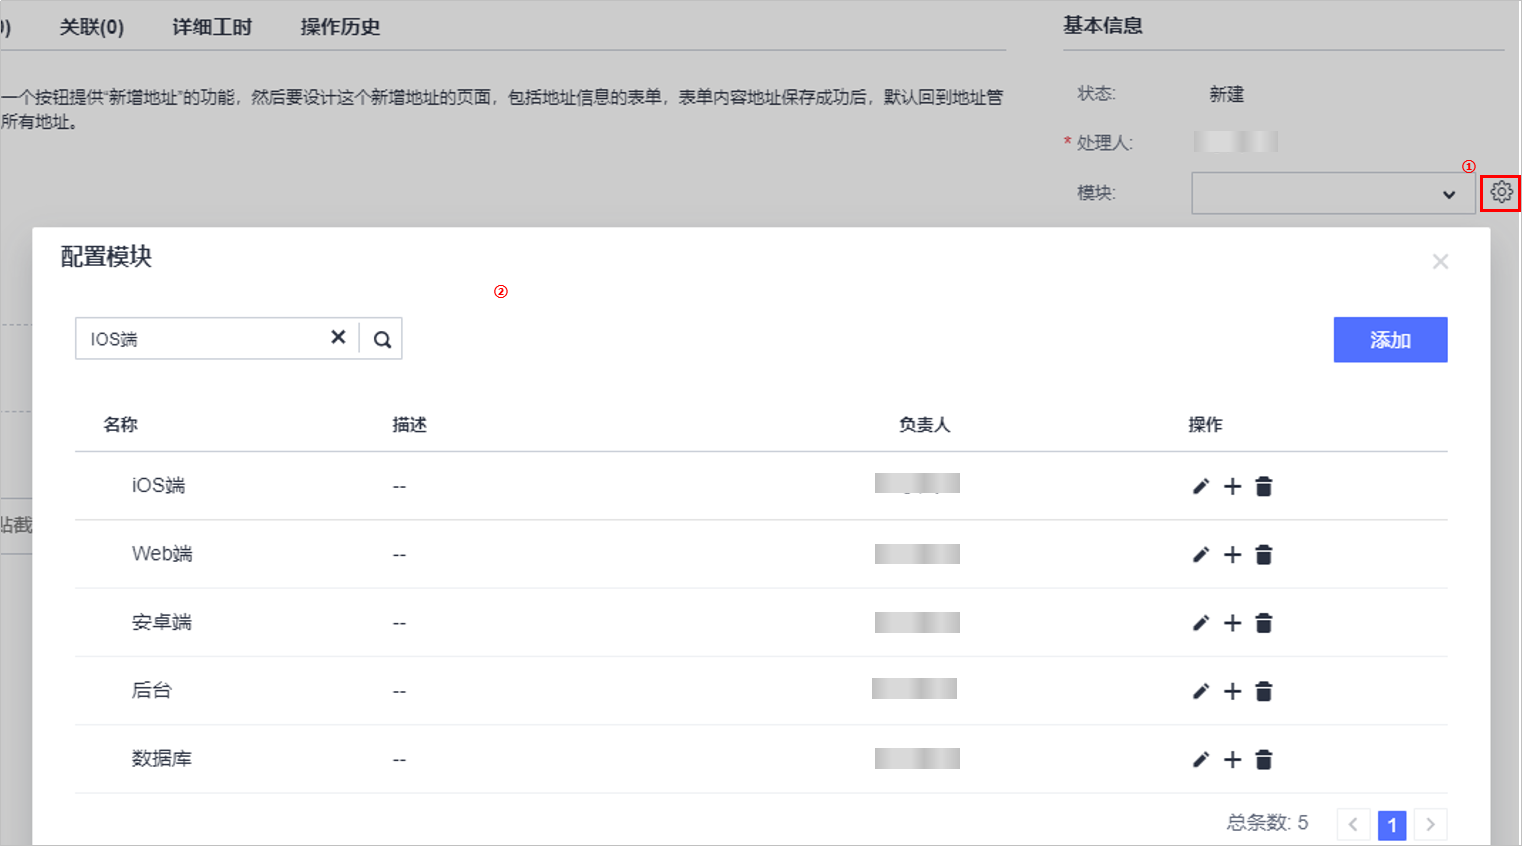 关联(0) 详细工时 操作历史
基本信息
一个按钮提供“新增地址”的功能，然后要设计这个新增地址的页面，包括地址信息的表单，表单内容地址保存成功后，默认回到地址管
所有地址。
状态: 新建
* 处理人:
①
模块:
配置模块
②
IOS端
添加
名称 描述 负责人 操作
iOS端 --
Web端 --
安卓端 --
后台 --
数据库 --
贴截
总条数: 5 1